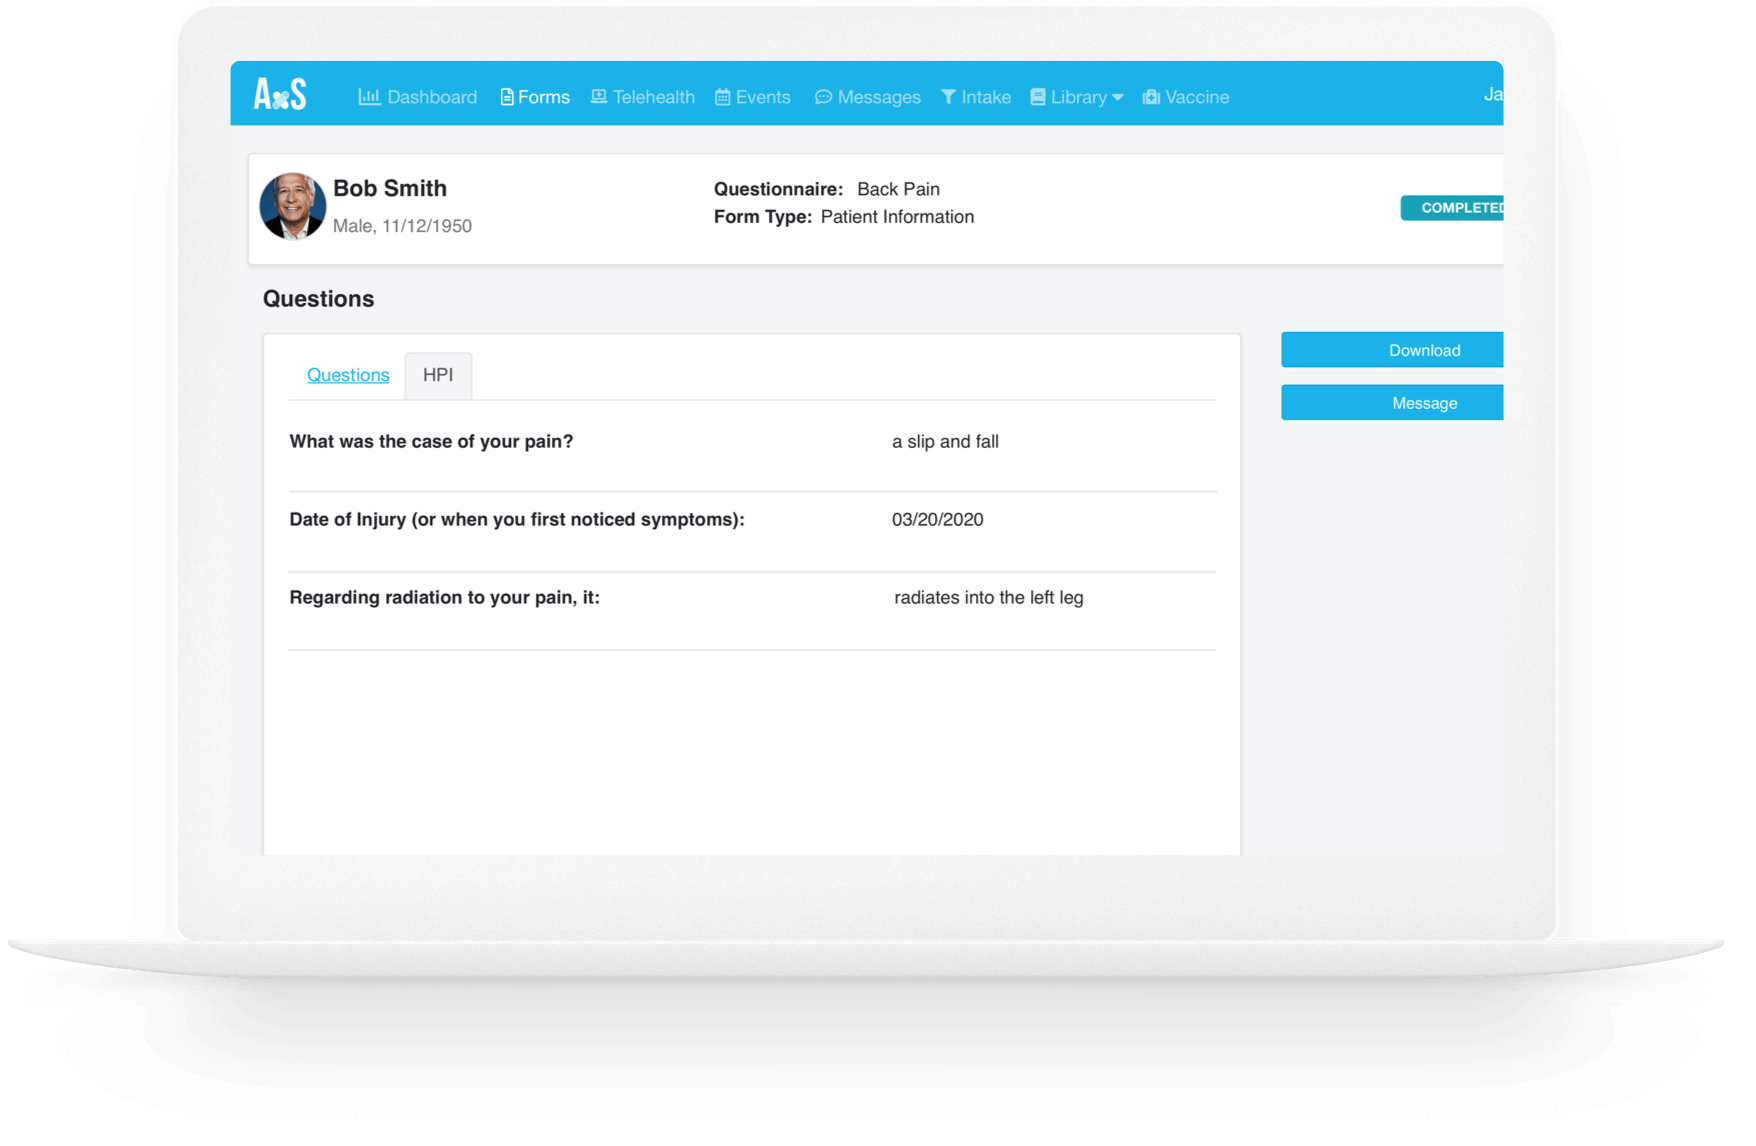 AxS Dashboard Forms Telehealth Events Messages Intake Library Vaccine Ja
Bob Smith
Male, 11/12/1950
Questionnaire: Back Pain
Form Type: Patient Information
COMPLETED
Questions
Questions HPI
Download
Message
What was the case of your pain? a slip and fall
Date of Injury (or when you first noticed symptoms): 03/20/2020
Regarding radiation to your pain, it: radiates into the left leg